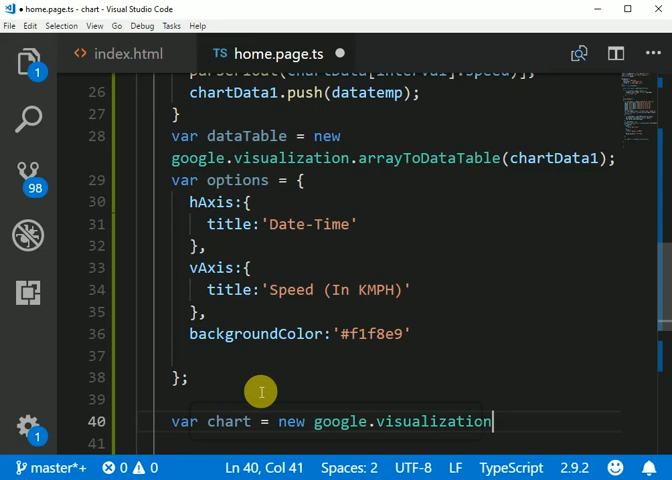 ● home.page.ts - chart - Visual Studio Code
File Edit Selection View Go Debug Tasks Help
<> index.html TS home.page.ts
1
98
1
parseFloat(chartData[interval].speed)];
26 chartData1.push(datatemp);
27 }
28 var dataTable = new
google.visualization.arrayToDataTable(chartData1);
29 var options = {
30 hAxis:{
31 title:'Date-Time'
32 },
33 vAxis:{
34 title:'Speed (In KMPH)'
35 },
36 backgroundColor:'#f1f8e9'
37
38 };
39
40 var chart = new google.visualization
41
master*+ 0 0 Ln 40, Col 41 Spaces: 2 UTF-8 LF TypeScript 2.9.2